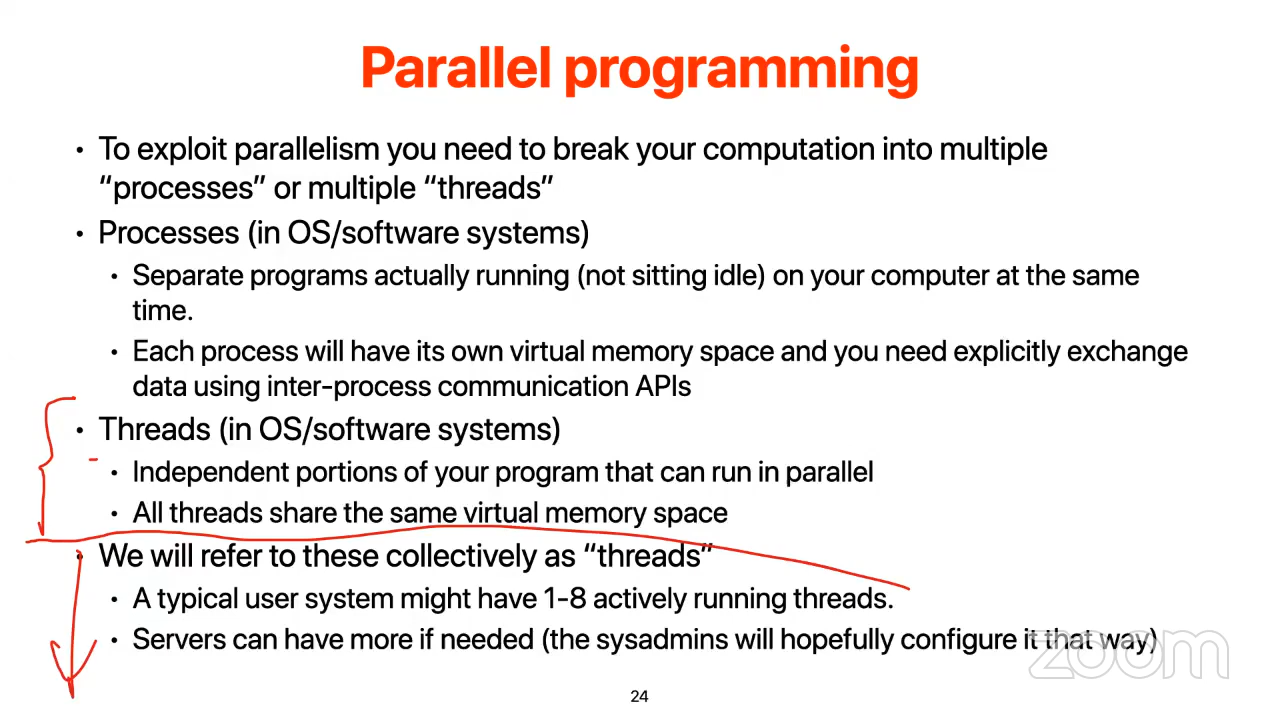 Parallel programming
• To exploit parallelism you need to break your computation into multiple
“processes” or multiple “threads”
• Processes (in OS/software systems)
• Separate programs actually running (not sitting idle) on your computer at the same
time.
• Each process will have its own virtual memory space and you need explicitly exchange
data using inter-process communication APIs
• Threads (in OS/software systems)
• Independent portions of your program that can run in parallel
• All threads share the same virtual memory space
• We will refer to these collectively as “threads”
• A typical user system might have 1-8 actively running threads.
• Servers can have more if needed (the sysadmins will hopefully configure it that way)
zoom
24